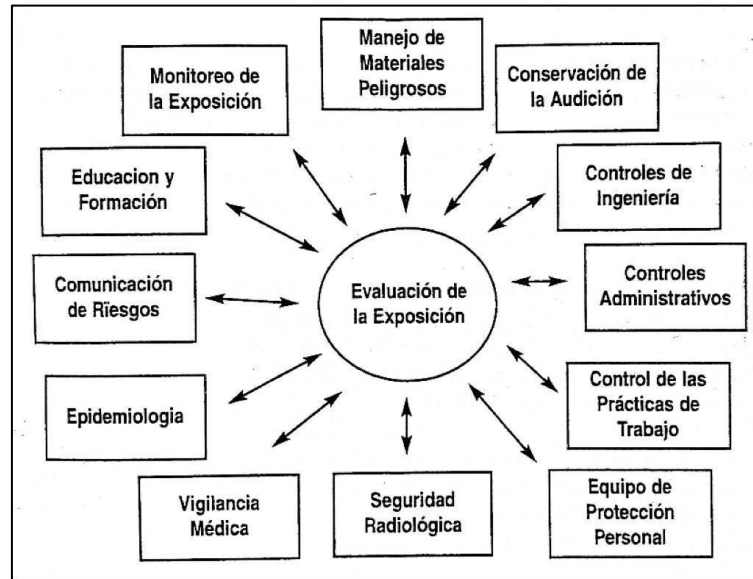 Manejo de
Materiales
Peligrosos
Conservación de
la Audición
Controles de
Ingeniería
Controles
Administrativos
Control de las
Prácticas de
Trabajo
Equipo de
Protección
Personal
Seguridad
Radiológica
Vigilancia
Médica
Epidemiologia
Comunicación
de Rïesgos
Educacion y
Formación
Monitoreo de
la Exposición
Evaluación de
la Exposición